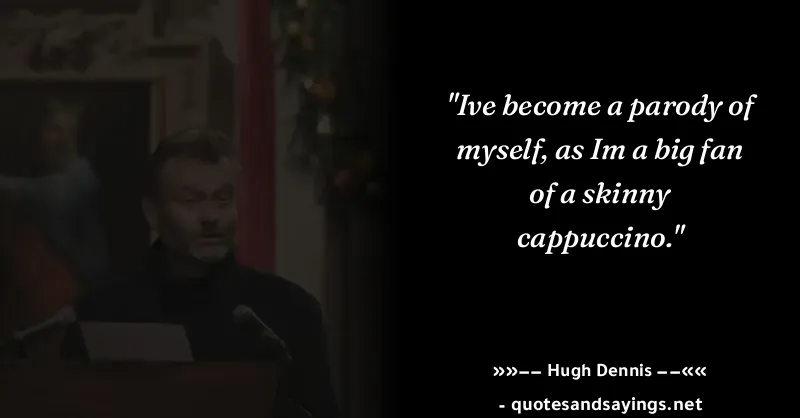 "Ive become a parody of
myself, as Im a big fan
of a skinny
cappuccino."
»»–– Hugh Dennis ––««
- quotesandsayings.net